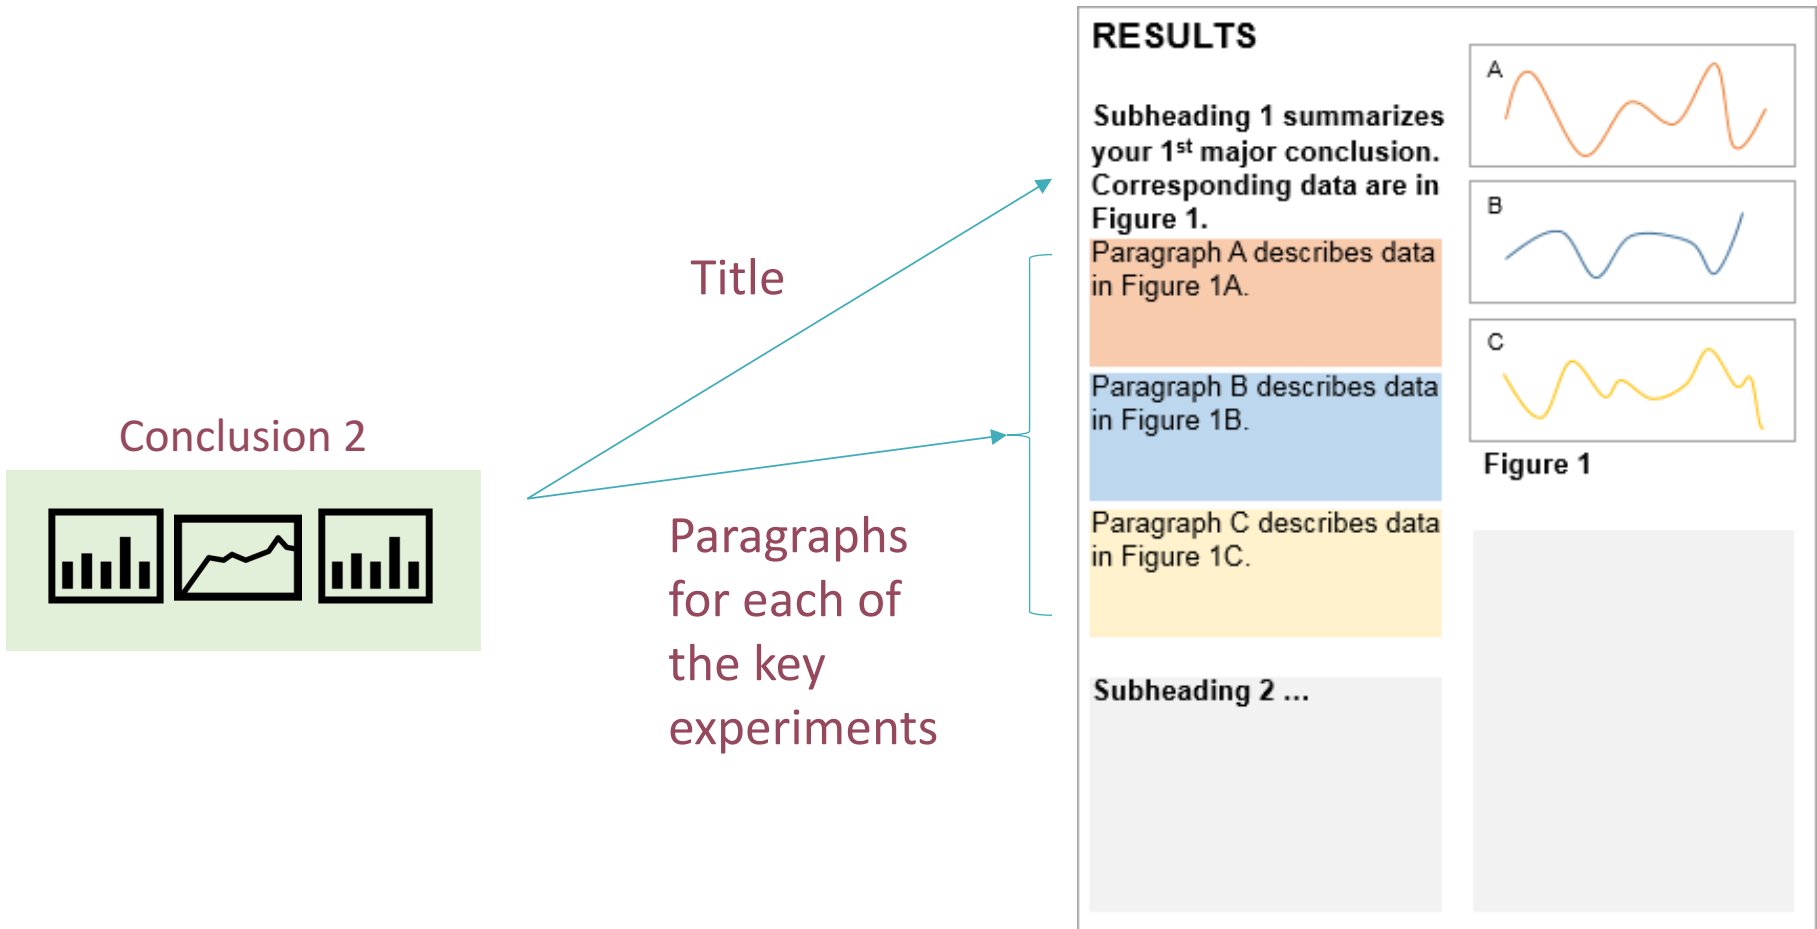 Conclusion 2
Title
Paragraphs
for each of
the key
experiments
RESULTS
Subheading 1 summarizes
your 1st major conclusion.
Corresponding data are in
Figure 1.
Paragraph A describes data
in Figure 1A.
Paragraph B describes data
in Figure 1B.
Paragraph C describes data
in Figure 1C.
Subheading 2 ...
A
B
C
Figure 1